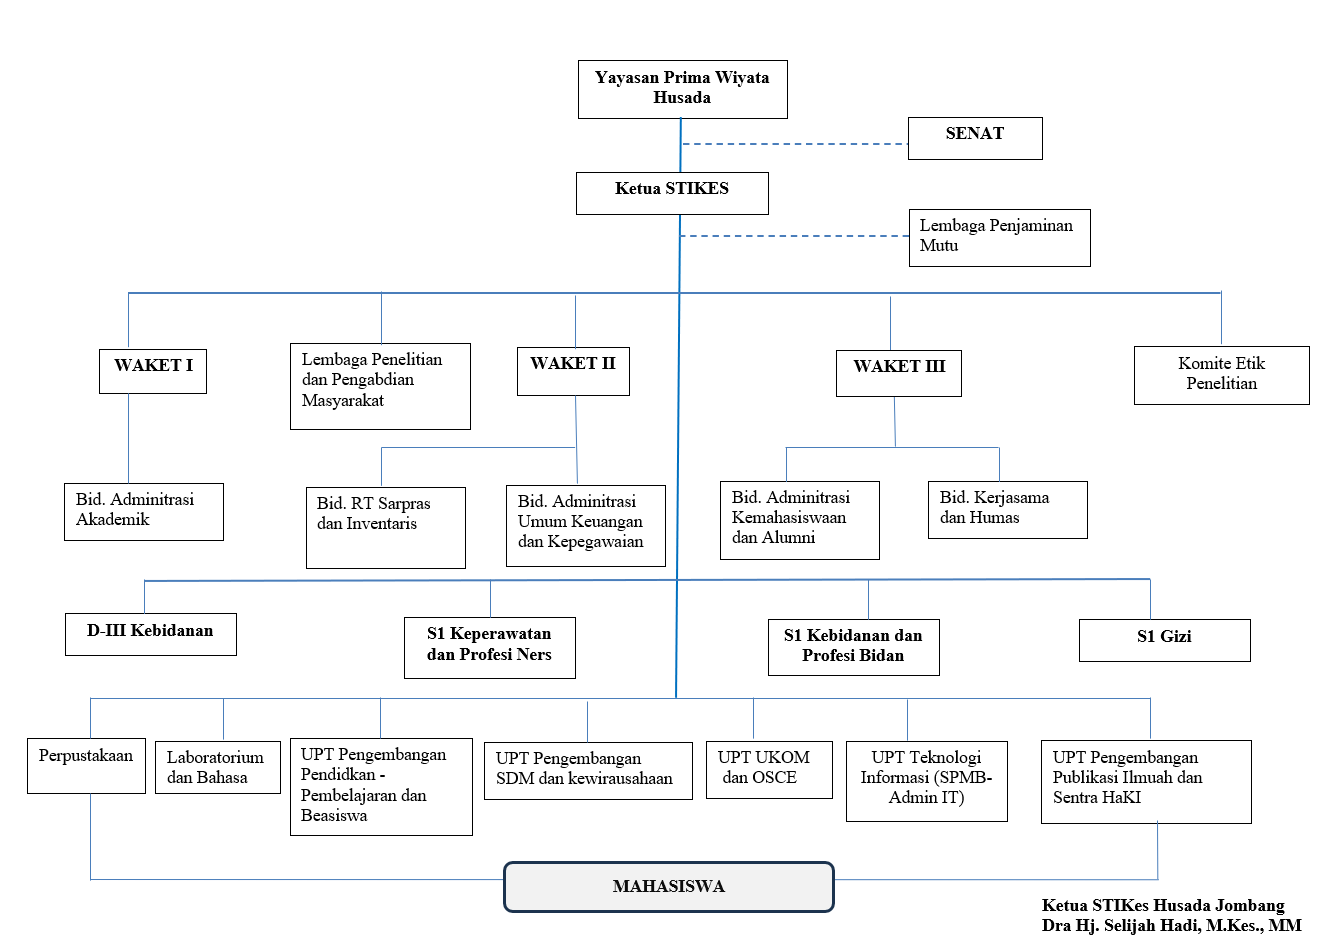 Yayasan Prima Wiyata
Husada
SENAT
Ketua STIKES
Lembaga Penjaminan
Mutu
WAKET I
Lembaga Penelitian
dan Pengabdian
Masyarakat
WAKET II
WAKET III
Komite Etik
Penelitian
Bid. Adminitrasi
Akademik
Bid. RT Sarpras
dan Inventaris
Bid. Adminitrasi
Umum Keuangan
dan Kepegawaian
Bid. Adminitrasi
Kemahasiswaan
dan Alumni
Bid. Kerjasama
dan Humas
D-III Kebidanan
S1 Keperawatan
dan Profesi Ners
S1 Kebidanan dan
Profesi Bidan
S1 Gizi
Perpustakaan
Laboratorium
dan Bahasa
UPT Pengembangan
Pendidkan -
Pembelajaran dan
Beasiswa
UPT Pengembangan
SDM dan kewirausahaan
UPT UKOM
dan OSCE
UPT Teknologi
Informasi (SPMB-
Admin IT)
UPT Pengembangan
Publikasi Ilmuah dan
Sentra HaKI
MAHASISWA
Ketua STIKes Husada Jombang
Dra Hj. Selijah Hadi, M.Kes., MM